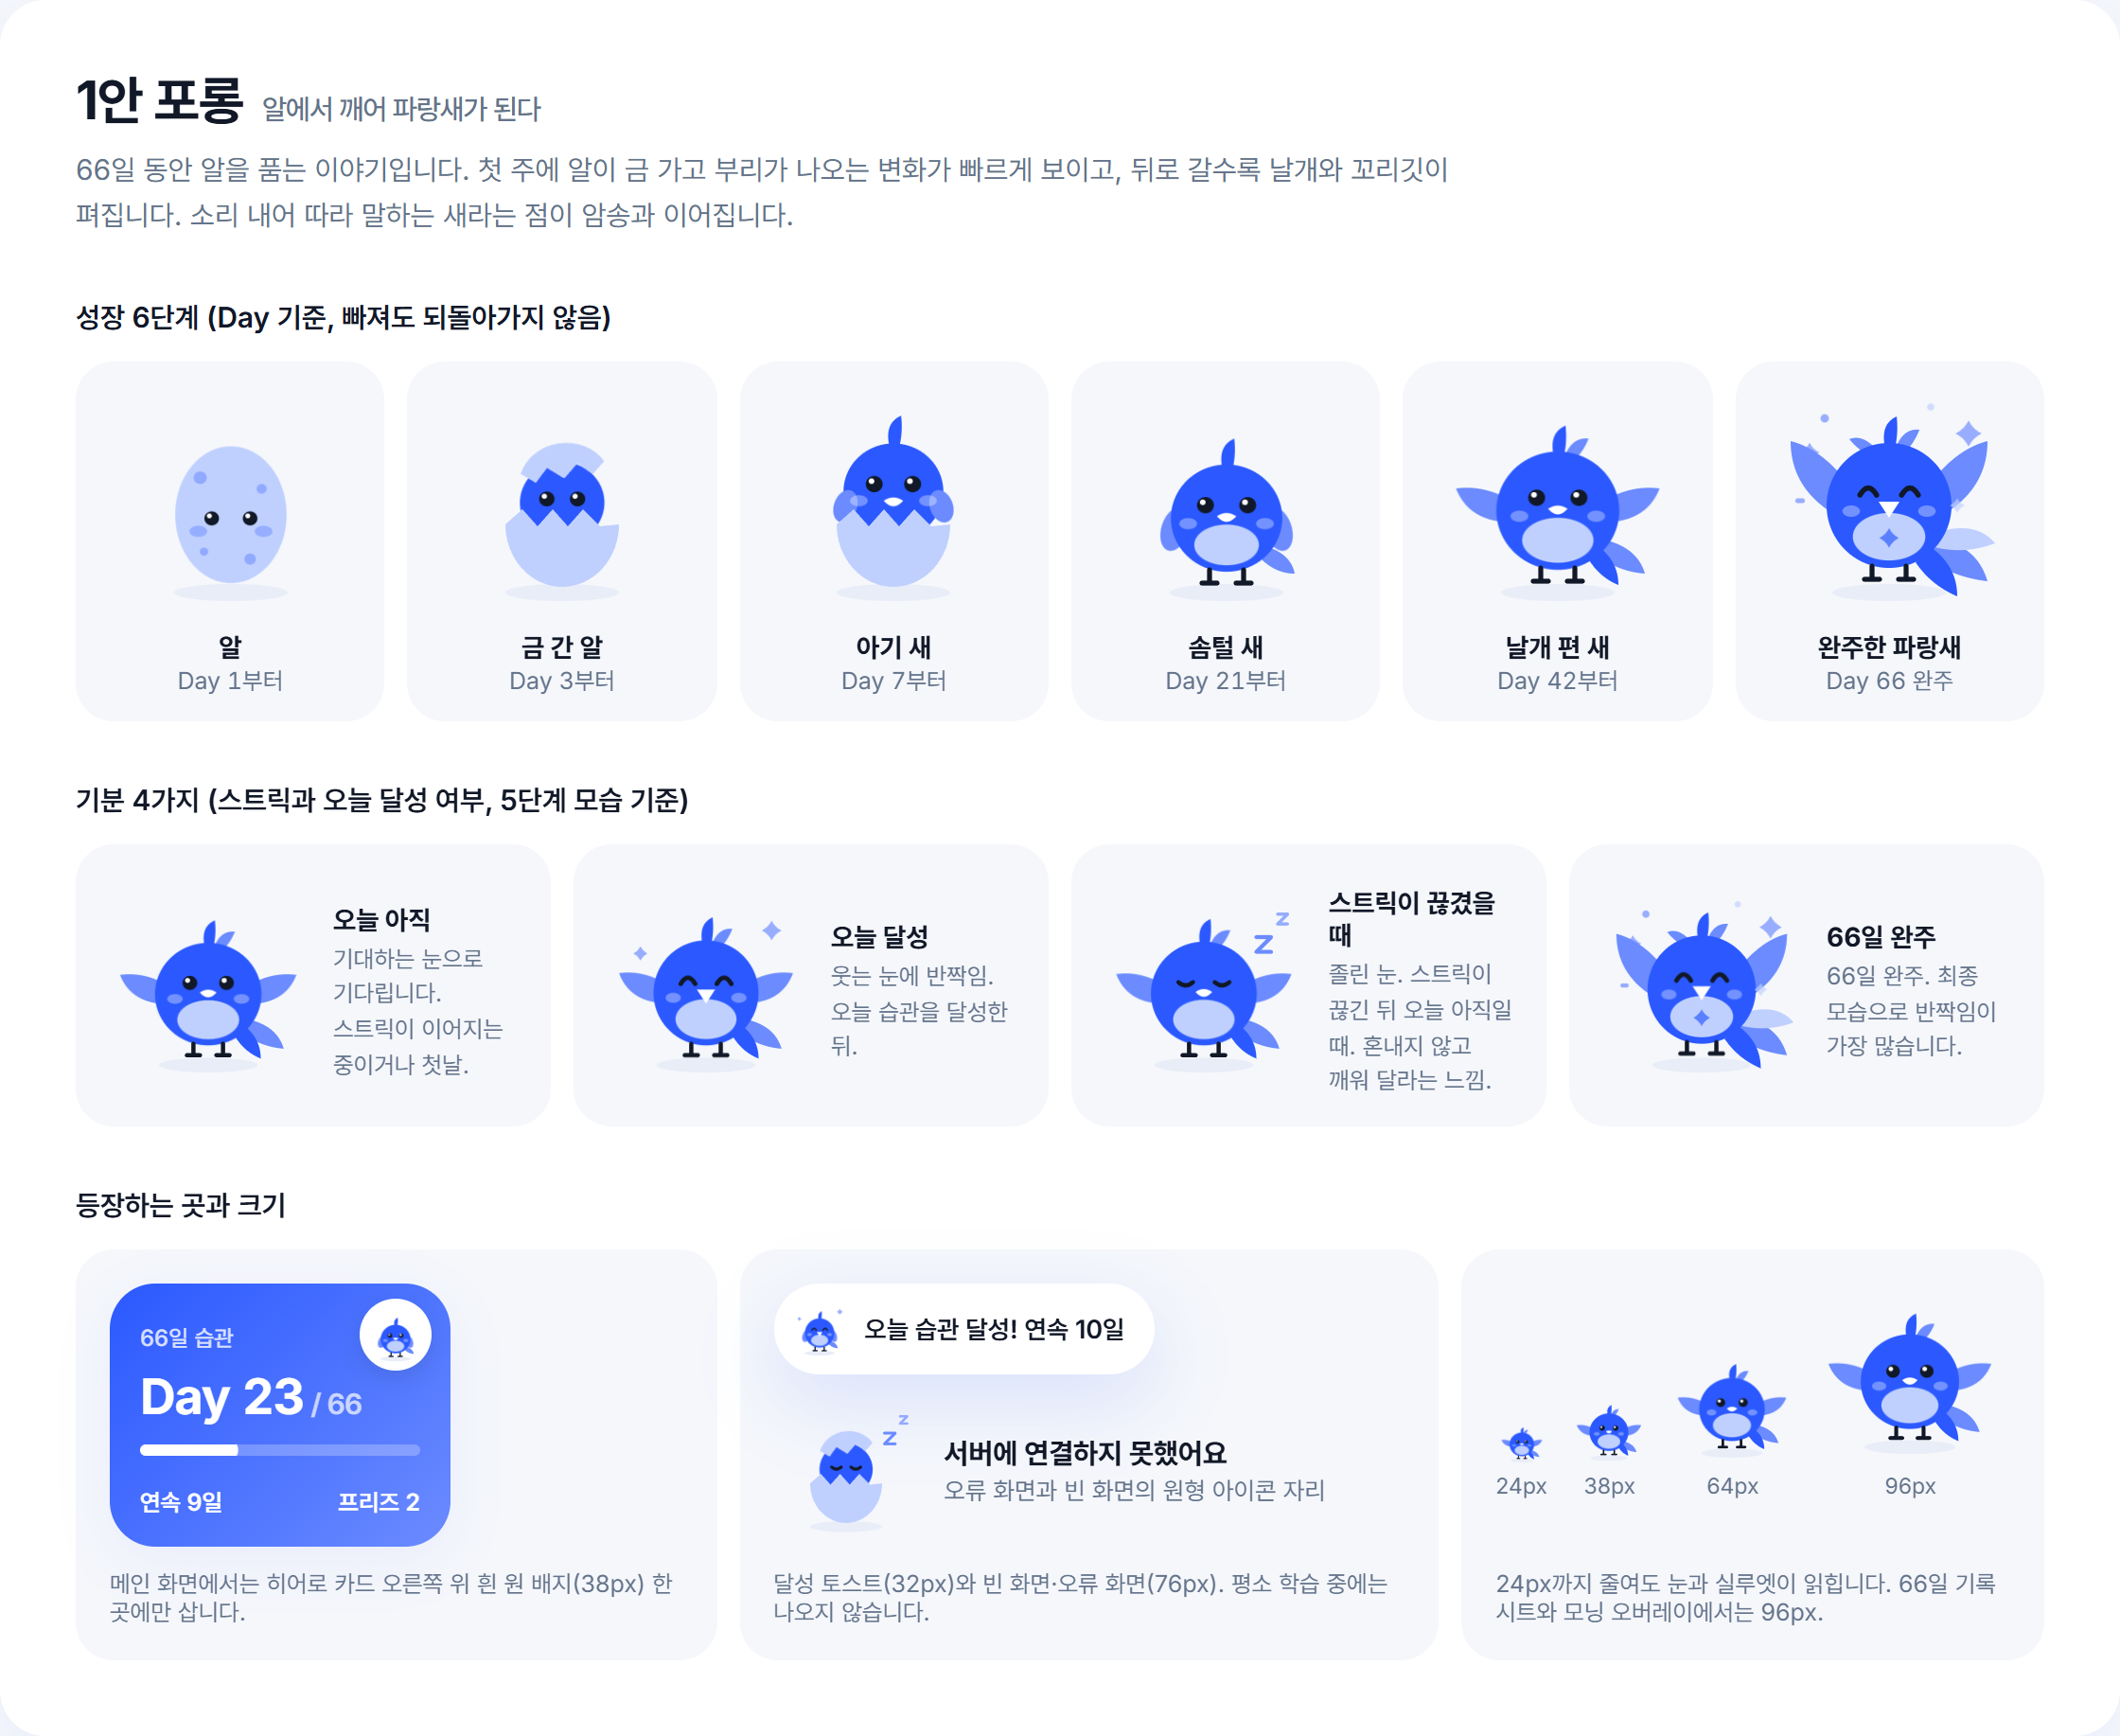 1안 포롱 알에서 깨어 파랑새가 된다
66일 동안 알을 품는 이야기입니다. 첫 주에 알이 금 가고 부리가 나오는 변화가 빠르게 보이고, 뒤로 갈수록 날개와 꼬리깃이
펴집니다. 소리 내어 따라 말하는 새라는 점이 암송과 이어집니다.
성장 6단계 (Day 기준, 빠져도 되돌아가지 않음)
알
Day 1부터
금 간 알
Day 3부터
아기 새
Day 7부터
솜털 새
Day 21부터
날개 편 새
Day 42부터
완주한 파랑새
Day 66 완주
기분 4가지 (스트릭과 오늘 달성 여부, 5단계 모습 기준)
오늘 아직
기대하는 눈으로
기다립니다.
스트릭이 이어지는
중이거나 첫날.
오늘 달성
웃는 눈에 반짝임.
오늘 습관을 달성한
뒤.
z
z
스트릭이 끊겼을
때
졸린 눈. 스트릭이
끊긴 뒤 오늘 아직일
때. 혼내지 않고
깨워 달라는 느낌.
66일 완주
66일 완주. 최종
모습으로 반짝임이
가장 많습니다.
등장하는 곳과 크기
66일 습관
Day 23 / 66
연속 9일 프리즈 2
메인 화면에서는 히어로 카드 오른쪽 위 흰 원 배지(38px) 한
곳에만 삽니다.
오늘 습관 달성! 연속 10일
z
z
서버에 연결하지 못했어요
오류 화면과 빈 화면의 원형 아이콘 자리
달성 토스트(32px)와 빈 화면·오류 화면(76px). 평소 학습 중에는
나오지 않습니다.
24px 38px 64px 96px
24px까지 줄여도 눈과 실루엣이 읽힙니다. 66일 기록
시트와 모닝 오버레이에서는 96px.